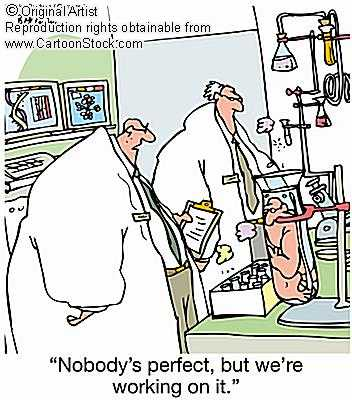 © Original Artist
Reproduction rights obtainable from
www.CartoonStock.com
"Nobody's perfect, but we're
working on it."